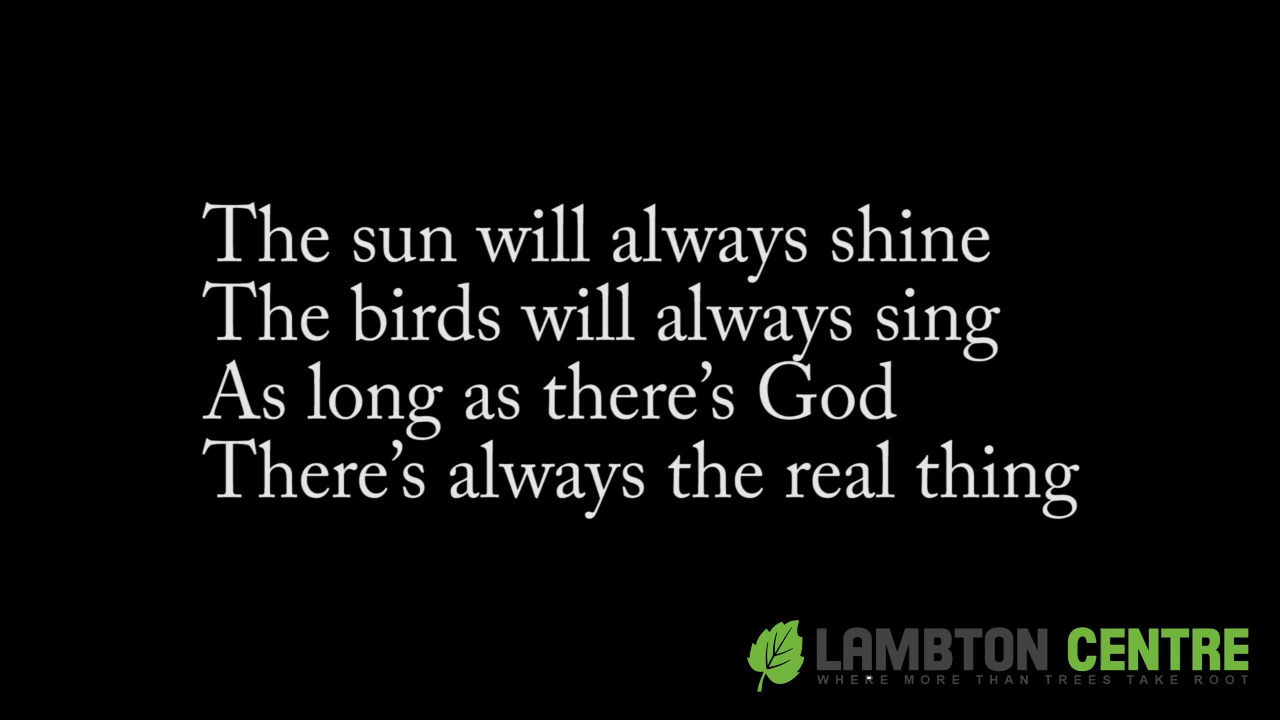 The sun will always shine
The birds will always sing
As long as there’s God
There’s always the real thing
LAMBTON CENTRE
WHERE MORE THAN TREES TAKE ROOT